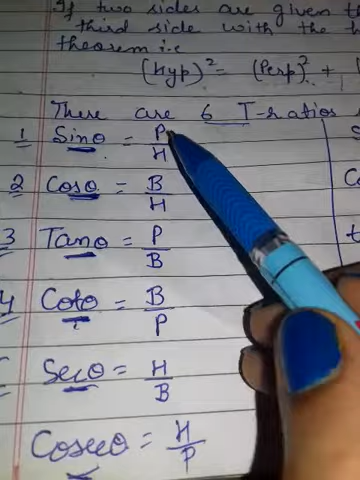 If two sides are given th
third side with the h
theorem i.e
(Hyp)² = (Perp)² + (
There are 6 T-ratios
1 Sinθ = P/H
2 Cosθ = B/H
3 Tanθ = P/B
4 Cotθ = B/P
Secθ = H/B
Cosecθ = H/P